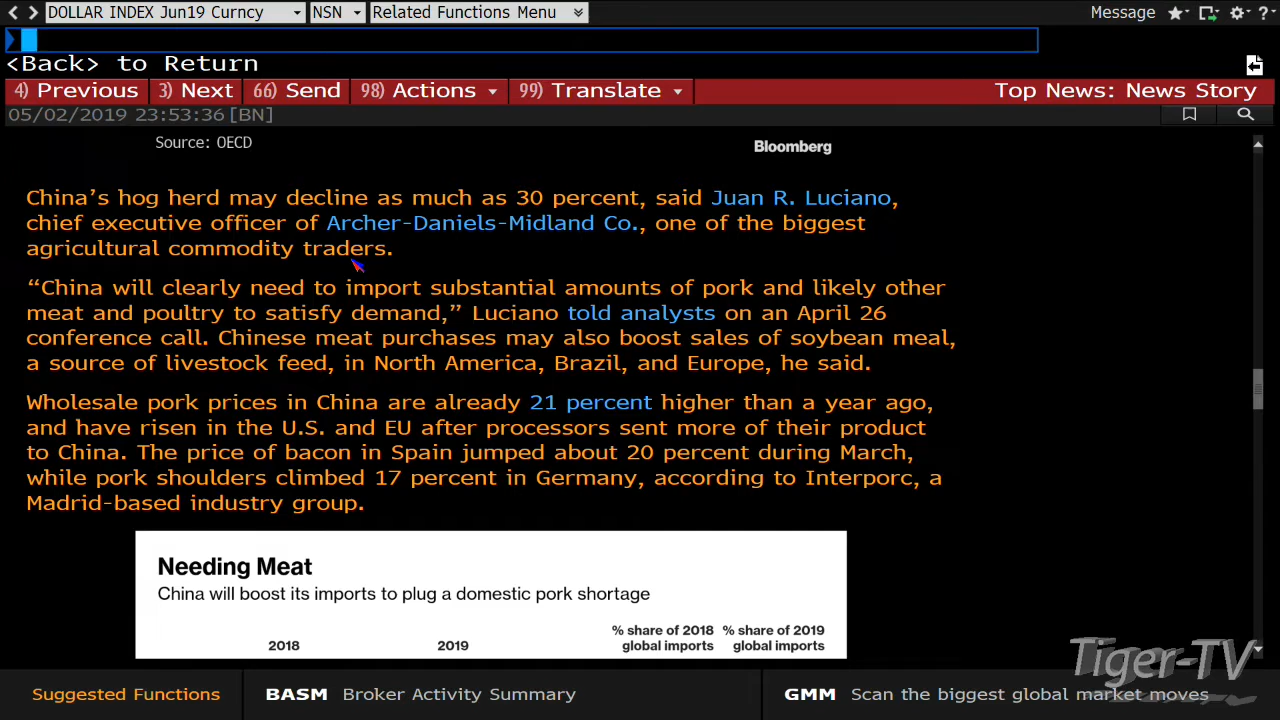 DOLLAR INDEX Jun19 Curncy NSN Related Functions Menu Message
<Back> to Return
4) Previous 3) Next 66) Send 98) Actions 99) Translate Top News: News Story
05/02/2019 23:53:36 [BN]
Source: OECD Bloomberg
China's hog herd may decline as much as 30 percent, said Juan R. Luciano,
chief executive officer of Archer-Daniels-Midland Co., one of the biggest
agricultural commodity traders.
“China will clearly need to import substantial amounts of pork and likely other
meat and poultry to satisfy demand,” Luciano told analysts on an April 26
conference call. Chinese meat purchases may also boost sales of soybean meal,
a source of livestock feed, in North America, Brazil, and Europe, he said.
Wholesale pork prices in China are already 21 percent higher than a year ago,
and have risen in the U.S. and EU after processors sent more of their product
to China. The price of bacon in Spain jumped about 20 percent during March,
while pork shoulders climbed 17 percent in Germany, according to Interporc, a
Madrid-based industry group.
Needing Meat
China will boost its imports to plug a domestic pork shortage
% share of 2018 % share of 2019
2018 2019 global imports global imports
Tiger-TV
Suggested Functions BASM Broker Activity Summary GMM Scan the biggest global market moves